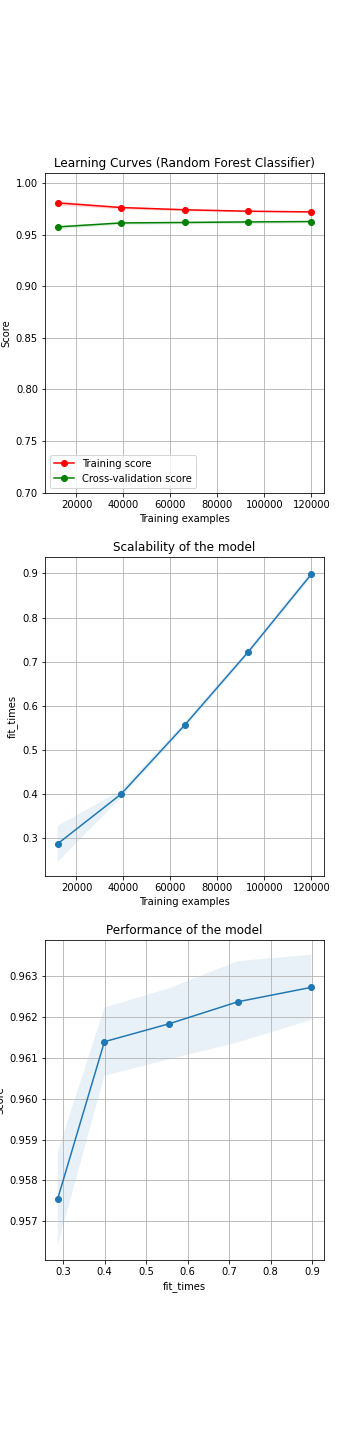 Learning Curves (Random Forest Classifier)
1.00
0.95
0.90
0.85
0.80
0.75
0.70
Score
Training score
Cross-validation score
20000 40000 60000 80000 100000 120000
Training examples
Scalability of the model
0.9
0.8
0.7
0.6
0.5
0.4
0.3
fit_times
20000 40000 60000 80000 100000 120000
Training examples
Performance of the model
0.963
0.962
0.961
0.960
0.959
0.958
0.957
Score
0.3 0.4 0.5 0.6 0.7 0.8 0.9
fit_times